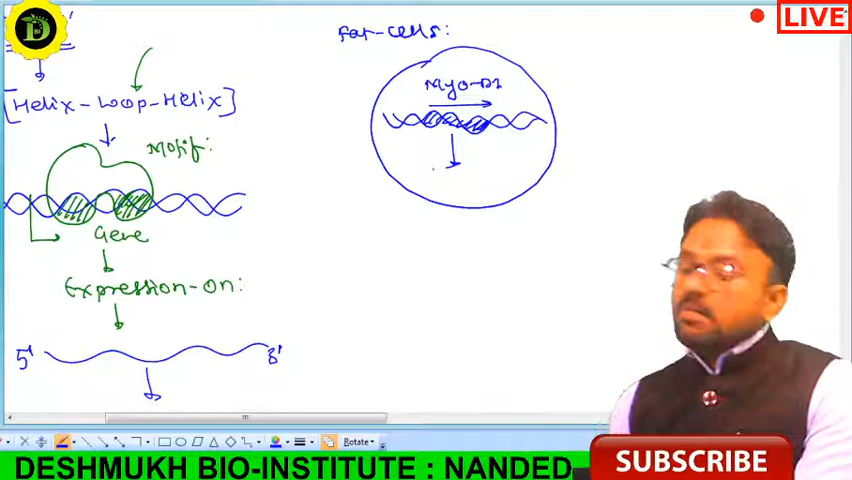 LIVE
Fat-cells:
Myo-D1
[Helix-Loop-Helix]
Motif:
Gene
Expression-on:
5' 3'
Rotate
DESHMUKH BIO-INSTITUTE : NANDED
SUBSCRIBE